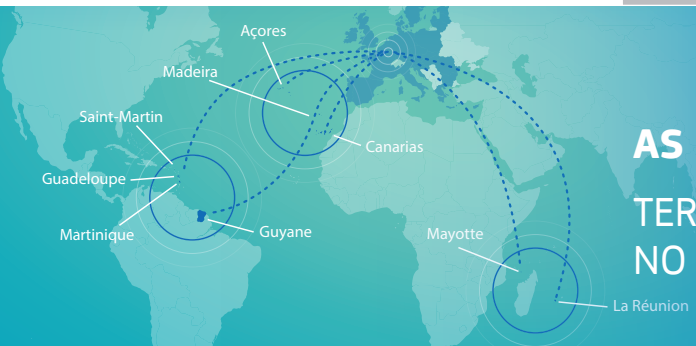 Açores
Madeira
Saint-Martin
Canarias
Guadeloupe
Martinique
Guyane
Mayotte
La Réunion
AS
TER
NO